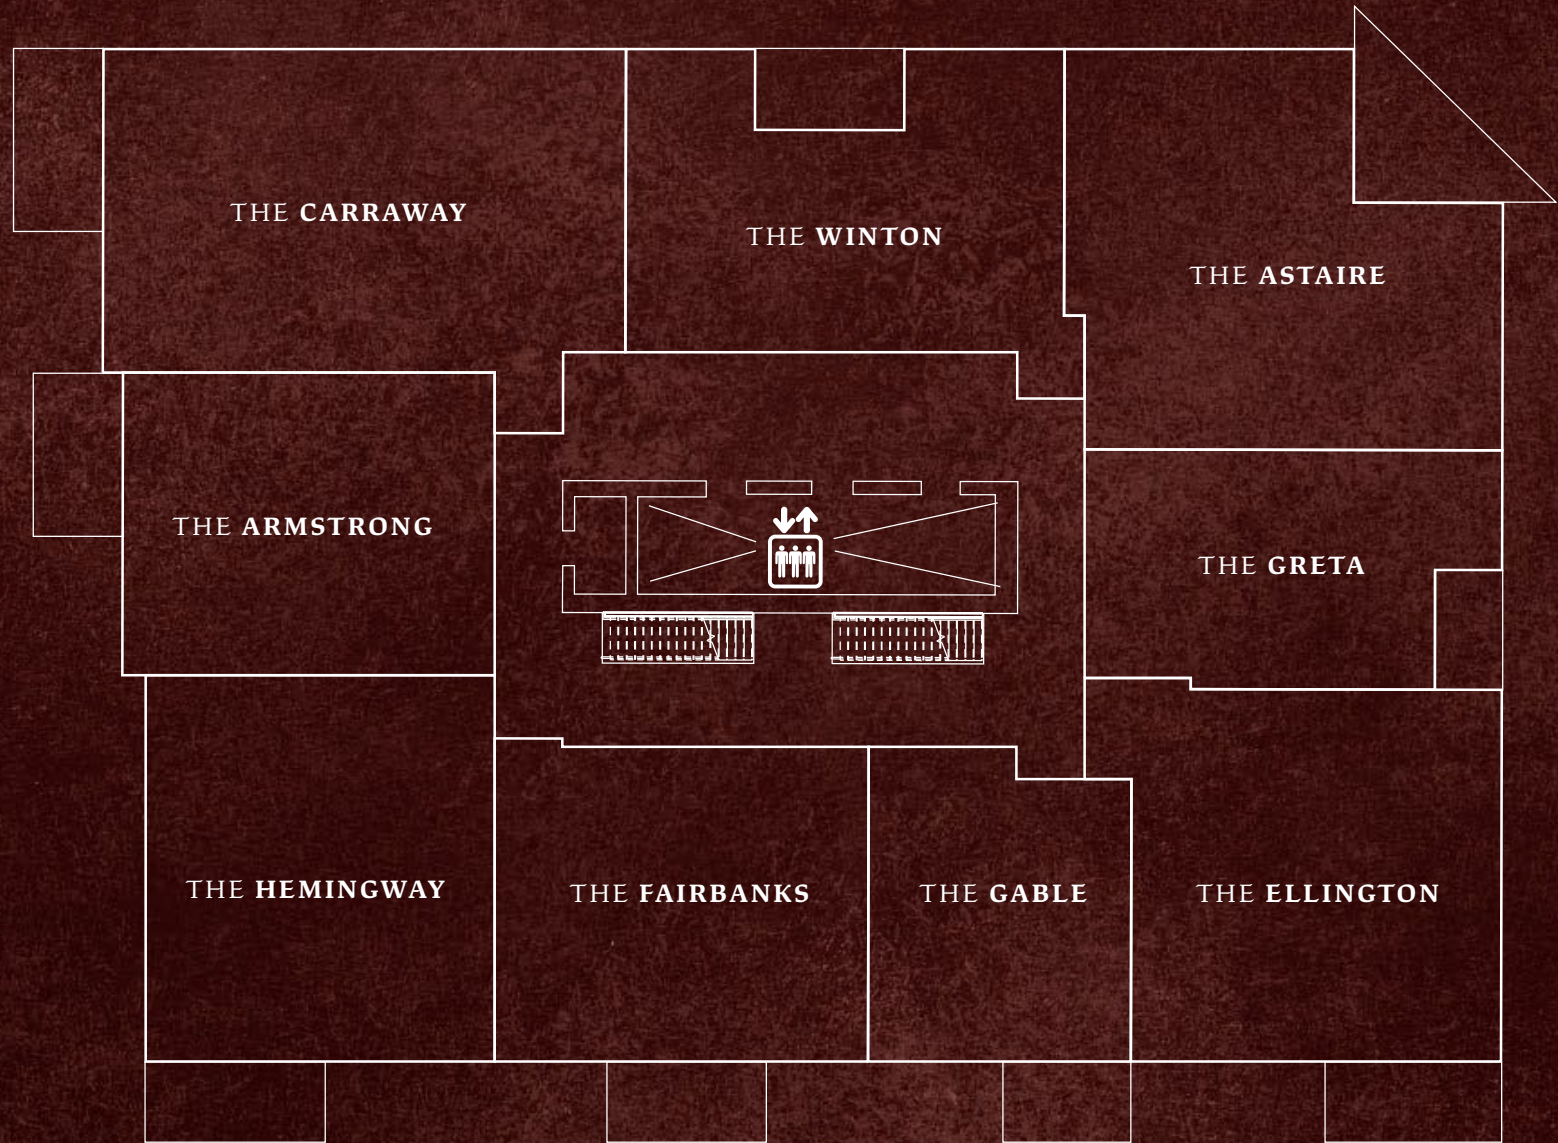 THE CARRAWAY
THE WINTON
THE ASTAIRE
THE ARMSTRONG
THE GRETA
THE HEMINGWAY
THE FAIRBANKS
THE GABLE
THE ELLINGTON